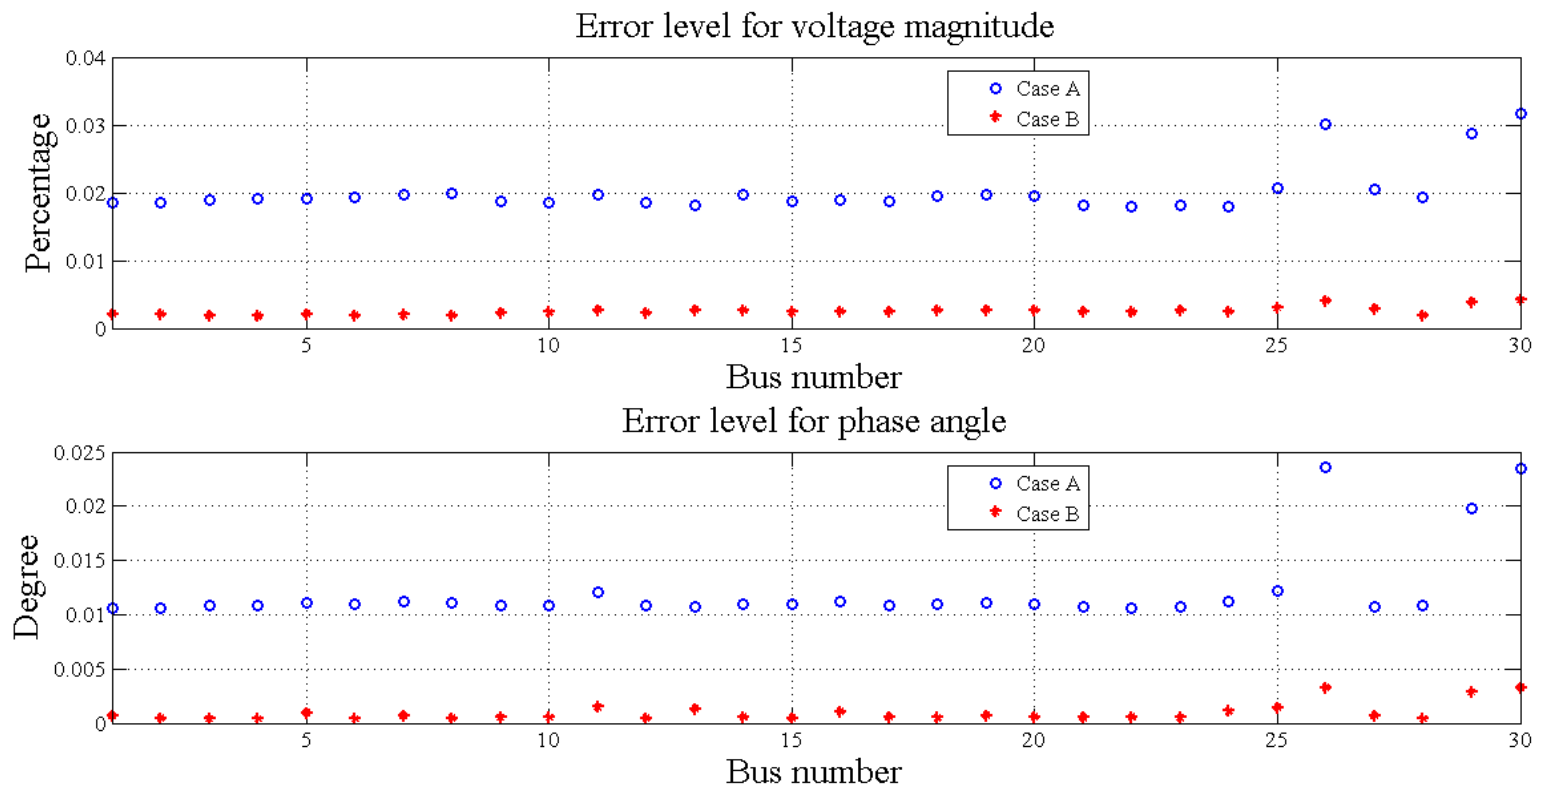 Error level for voltage magnitude
0.04
0.03
0.02
0.01
0
Percentage
Case A
Case B
5 10 15 20 25 30
Bus number
Error level for phase angle
0.025
0.02
0.015
0.01
0.005
0
Degree
Case A
Case B
5 10 15 20 25 30
Bus number